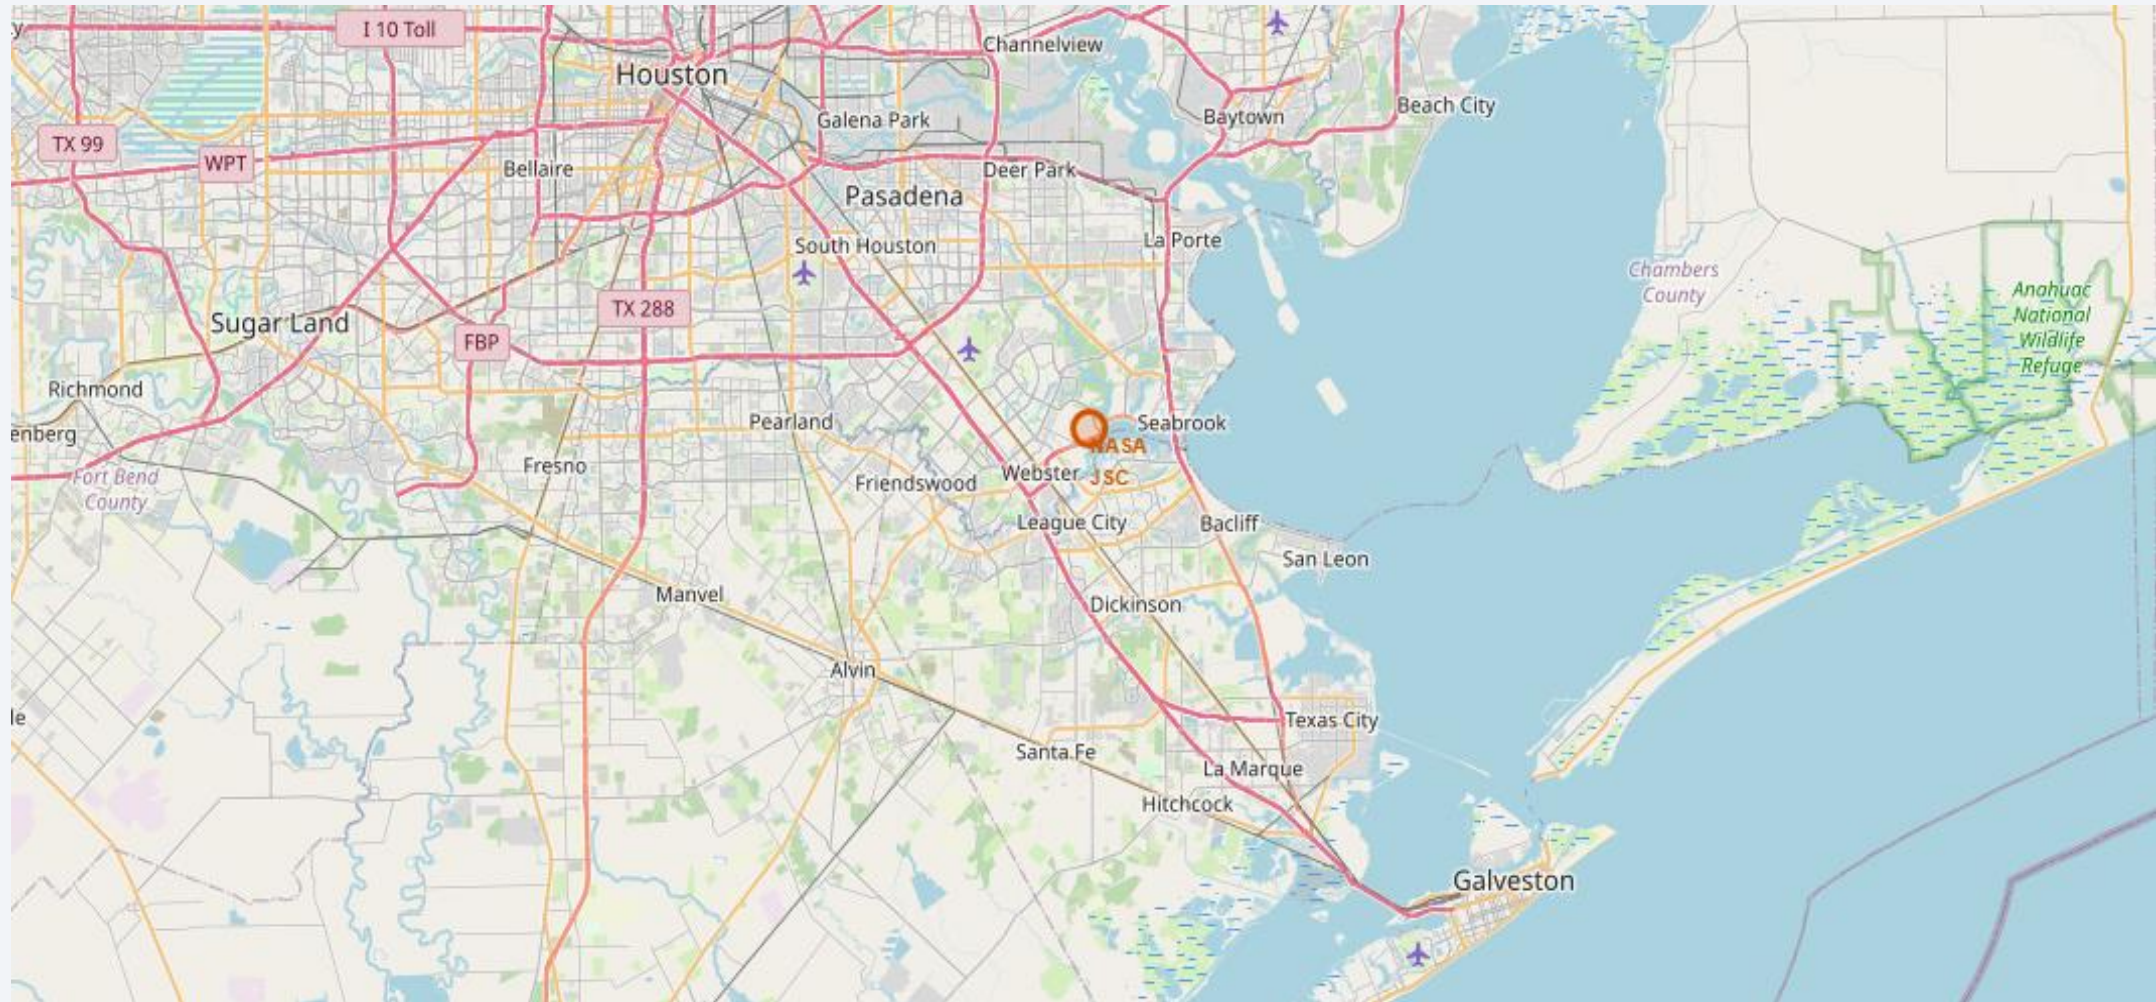 y
I 10 Toll
Channelview
Houston
Baytown
Beach City
Galena Park
TX 99
WPT
Bellaire
Deer Park
Pasadena
South Houston
La Porte
Chambers
County
Anahuac
National
Wildlife
Refuge
TX 288
Sugar Land
FBP
Richmond
Pearland
Seabrook
enberg
NASA
JSC
Fresno
Webster
Friendswood
Fort Bend
County
League City
Bacliff
San Leon
Manvel
Dickinson
Alvin
le
Texas City
Santa Fe
La Marque
Hitchcock
Galveston